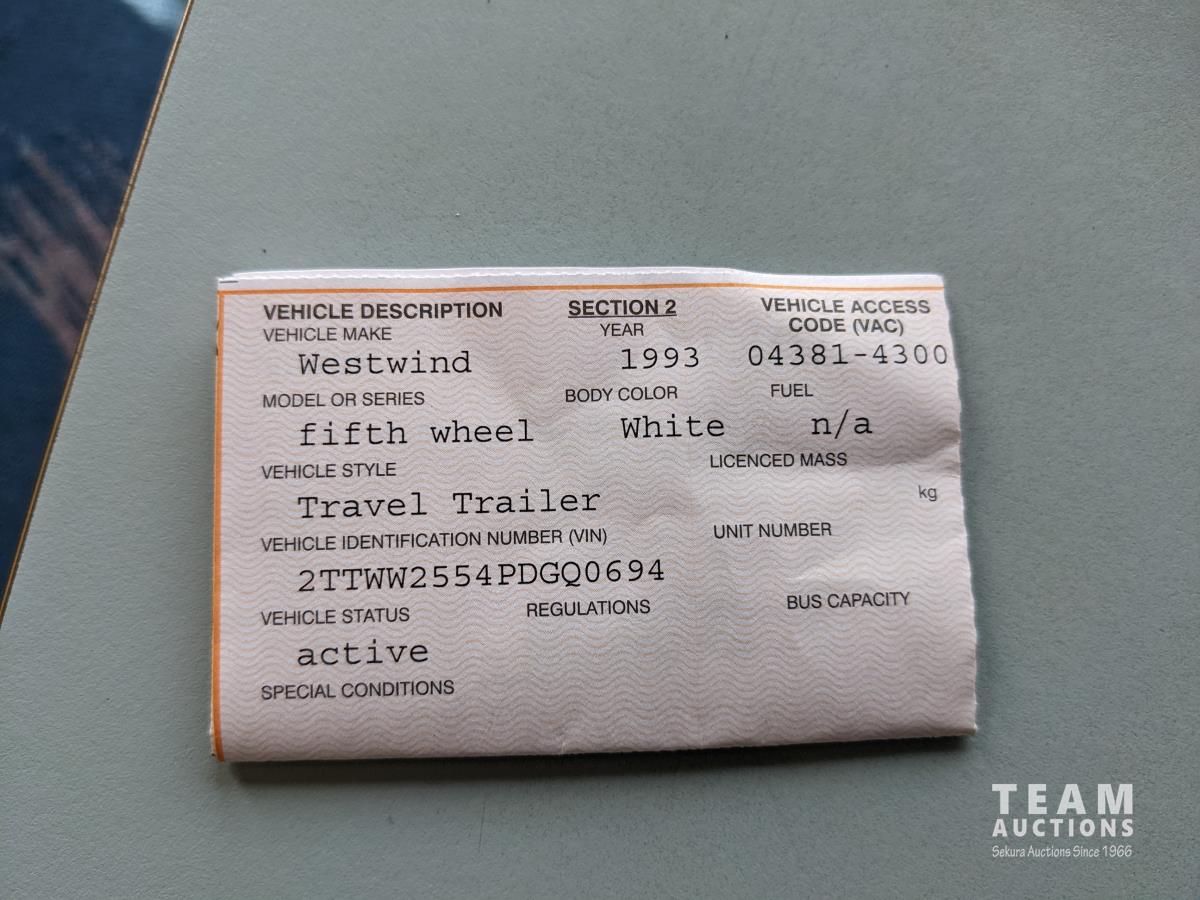 VEHICLE DESCRIPTION SECTION 2 VEHICLE ACCESS
VEHICLE MAKE YEAR CODE (VAC)
Westwind 1993 04381-4300
MODEL OR SERIES BODY COLOR FUEL
fifth wheel White n/a
VEHICLE STYLE LICENCED MASS
Travel Trailer kg
VEHICLE IDENTIFICATION NUMBER (VIN) UNIT NUMBER
2TTWW2554PDGQ0694
VEHICLE STATUS REGULATIONS BUS CAPACITY
active
SPECIAL CONDITIONS
TEAM
AUCTIONS
Sekura Auctions Since 1966